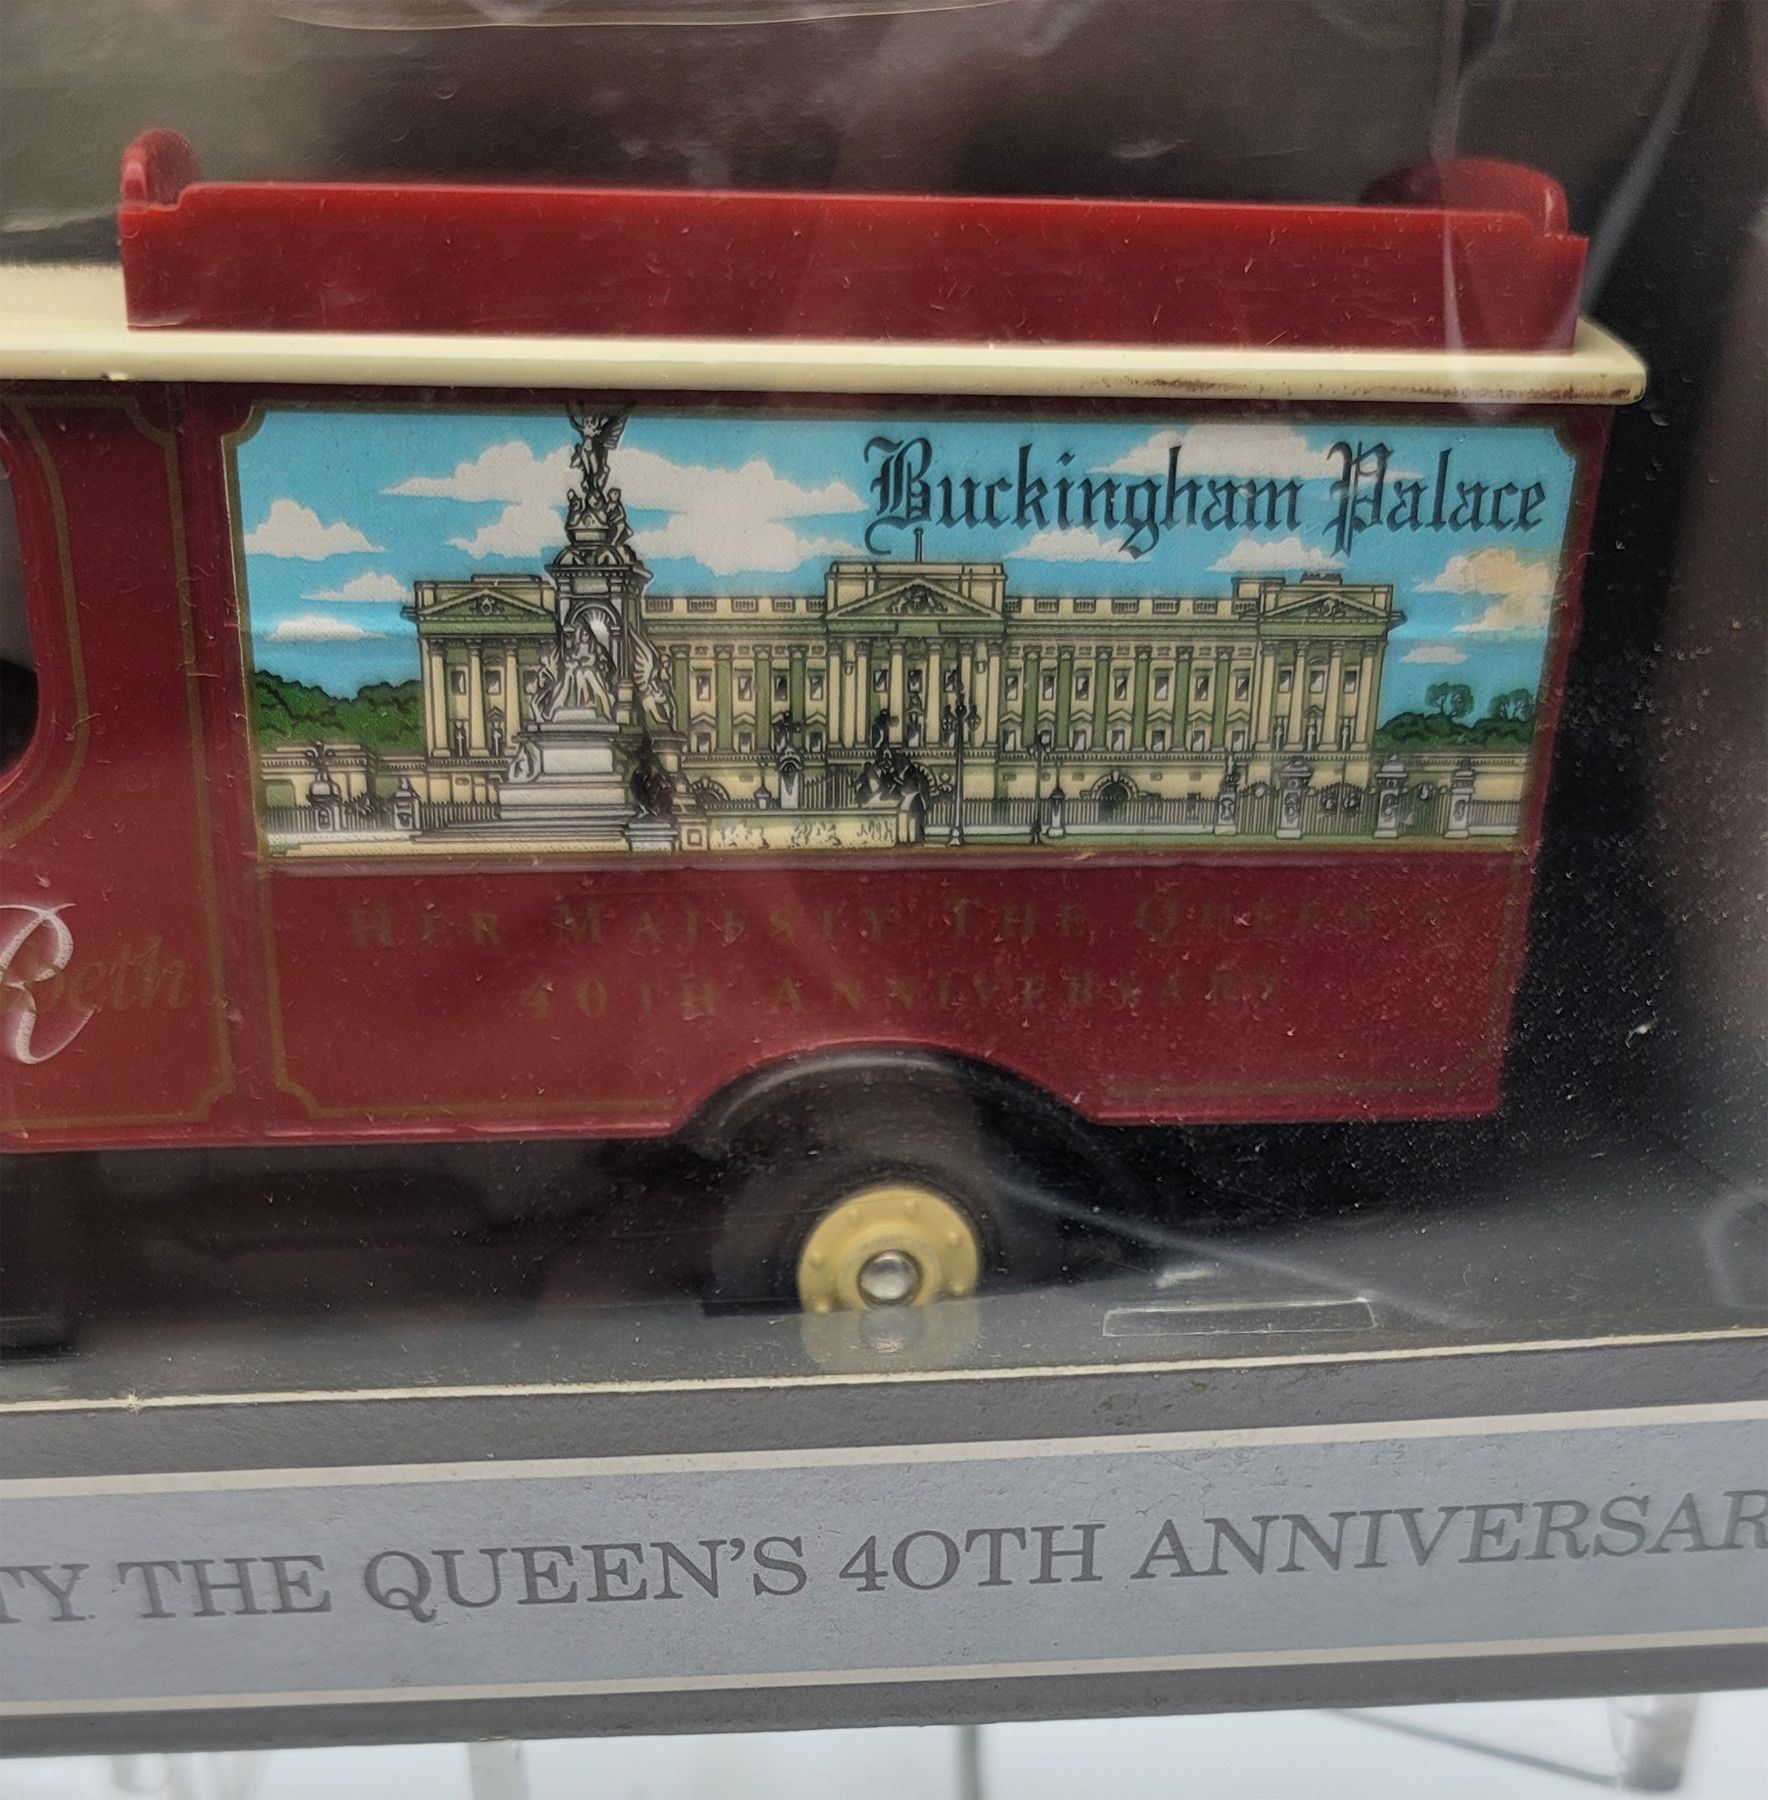 Buckingham Palace
R
beth
HER MAJESTY THE QUEEN'S
40TH ANNIVERSARY
TY THE QUEEN'S 40TH ANNIVERSAR